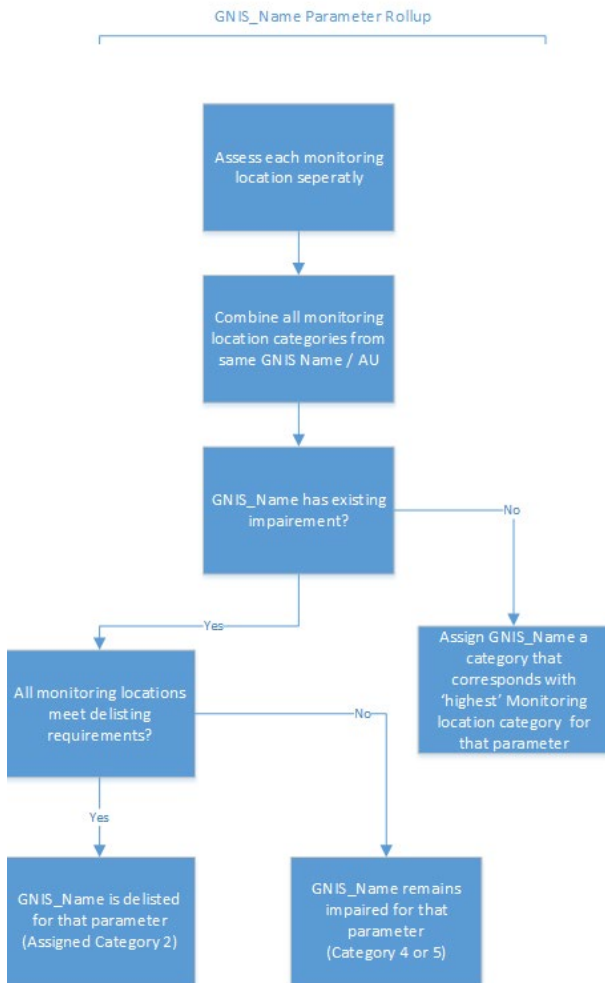 GNIS_Name Parameter Rollup
Assess each monitoring
location seperatly
Combine all monitoring
location categories from
same GNIS Name / AU
GNIS_Name has existing
impairement?
No
Yes
Assign GNIS_Name a
category that
corresponds with
‘highest’ Monitoring
location category for
that parameter
All monitoring locations
meet delisting
requirements?
No
Yes
GNIS_Name is delisted
for that parameter
(Assigned Category 2)
GNIS_Name remains
impaired for that
parameter
(Category 4 or 5)